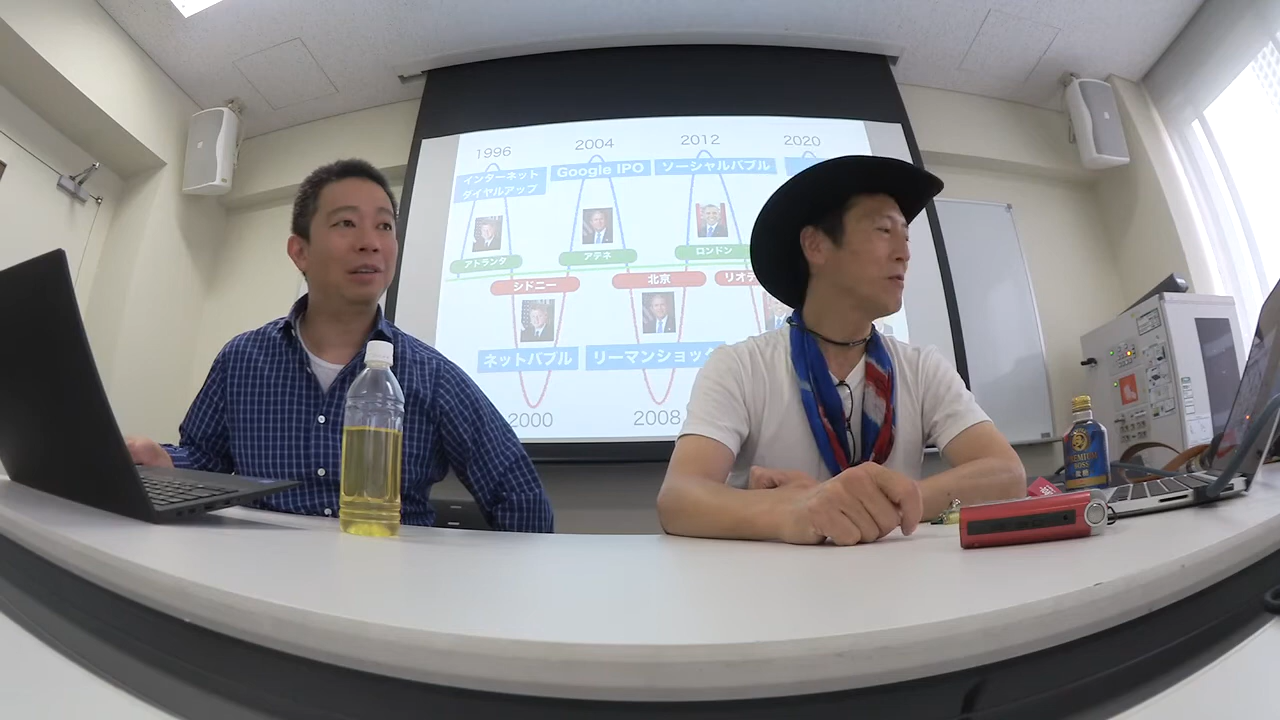 1996
2004
2012
2020
インターネット
ダイヤルアップ
Google IPO
ソーシャルバブル
アトランタ
アテネ
ロンドン
シドニー
北京
リオデ
ネットバブル
リーマンショック
2000
2008
PREMIUM
BOSS